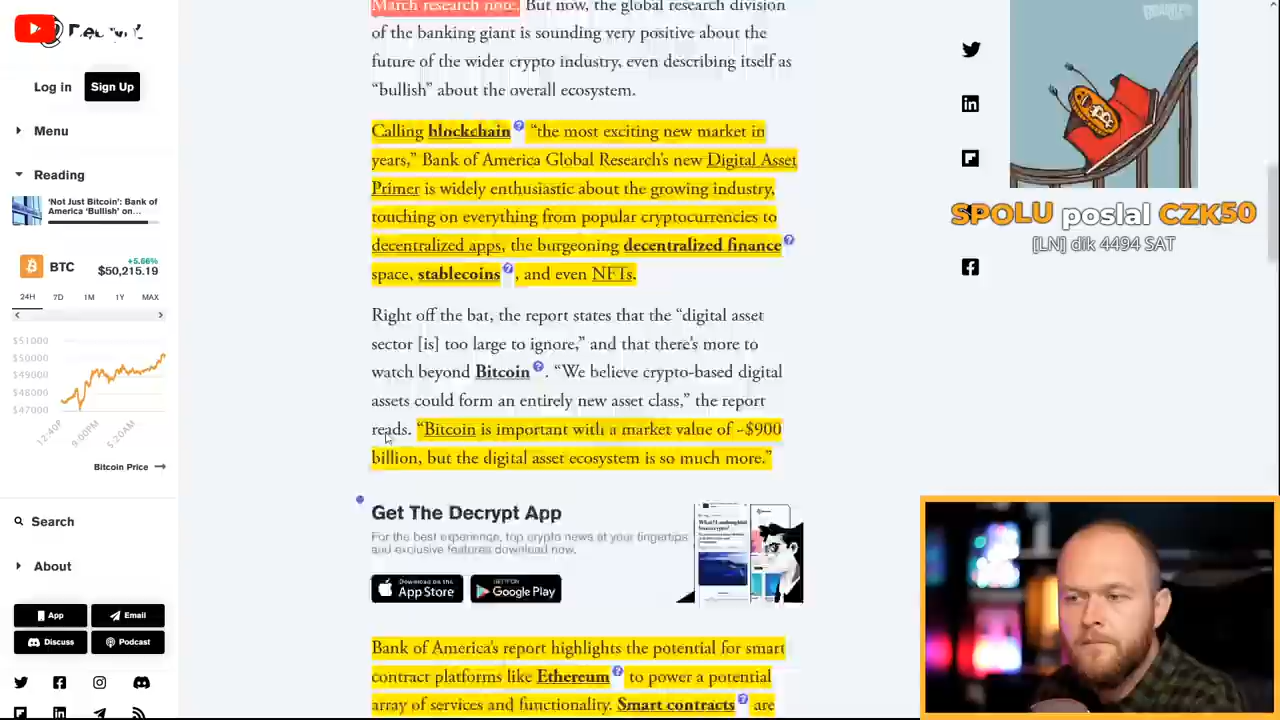 Log in
Sign Up
Menu
Reading
'Not Just Bitcoin': Bank of
America 'Bullish' on...
BTC
+5.66%
$50,215.19
24H 7D 1M 1Y MAX
$51000
$50000
$49000
$48000
$47000
12:40P 9:00PM 5:20AM
Bitcoin Price →
Search
About
App
Email
Discuss
Podcast
March research note. But now, the global research division
of the banking giant is sounding very positive about the
future of the wider crypto industry, even describing itself as
“bullish” about the overall ecosystem.
Calling blockchain ? “the most exciting new market in
years,” Bank of America Global Research’s new Digital Asset
Primer is widely enthusiastic about the growing industry,
touching on everything from popular cryptocurrencies to
decentralized apps, the burgeoning decentralized finance ?
space, stablecoins ?, and even NFTs.
Right off the bat, the report states that the “digital asset
sector [is] too large to ignore,” and that there’s more to
watch beyond Bitcoin ?. “We believe crypto-based digital
assets could form an entirely new asset class,” the report
reads. “Bitcoin is important with a market value of ~$900
billion, but the digital asset ecosystem is so much more.”
Get The Decrypt App
For the best experience, top crypto news at your fingertips
and exclusive features download now.
Download on the
App Store
GET IT ON
Google Play
Bank of America’s report highlights the potential for smart
contract platforms like Ethereum ? to power a potential
array of services and functionality. Smart contracts ? are
SPOLU poslal CZK50
[LN] dik 4494 SAT